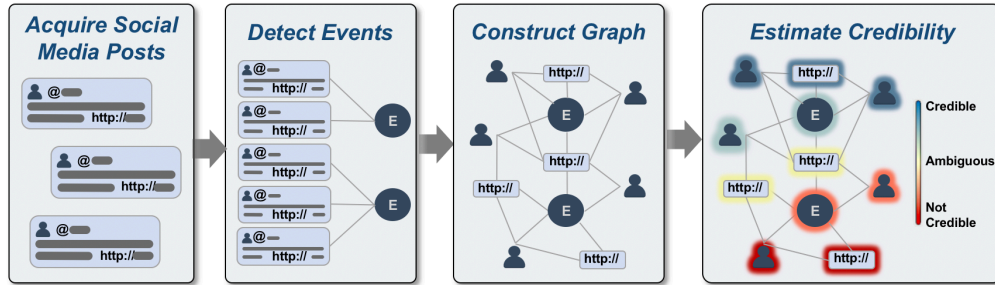 Acquire Social
Media Posts
@
http://
@
http://
@
http://
Detect Events
@
http://
@
http://
@
http://
@
http://
@
http://
E
E
Construct Graph
http://
E
http://
http://
E
http://
Estimate Credibility
http://
E
http://
http://
E
http://
Credible
Ambiguous
Not
Credible